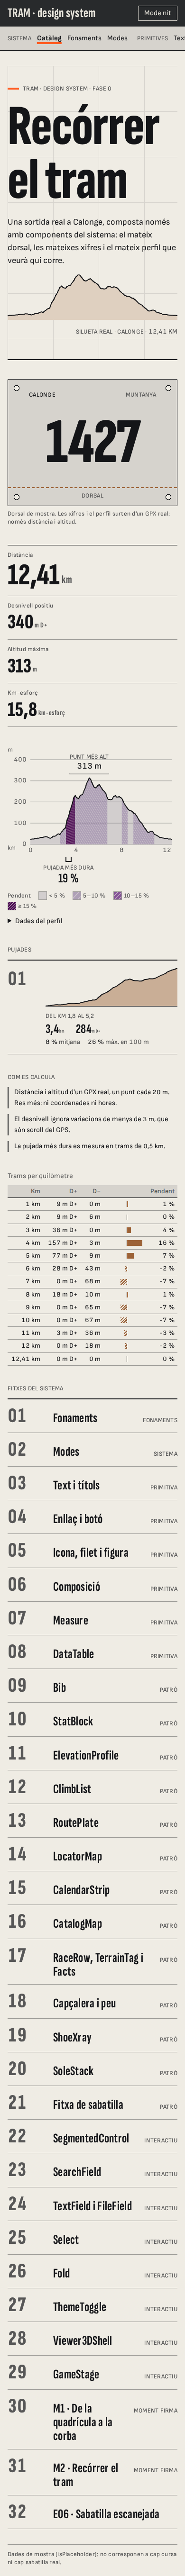 TRAM · design system
Mode nit
SISTEMA Catàleg Fonaments Modes PRIMITIVES
TRAM · DESIGN SYSTEM · FASE 0
Recórrer
el tram
Una sortida real a Calonge, composta només
amb components del sistema: el mateix
dorsal, les mateixes xifres i el mateix perfil que
veurà qui corre.
SILUETA REAL · CALONGE · 12,41 KM
CALONGE
MUNTANYA
1427
DORSAL
Dorsal de mostra. Les xifres i el perfil surten d'un GPX real:
només distància i altimetria.
Distància
12,41 km
Desnivell positiu
340 m D+
Altitud màxima
313 m
Km-esforç
15,8 km-esforç
m
PUNT MÉS ALT
313 m
400
300
200
100
0
km 0 4 8 12
PUJADA MÉS DURA
19 %
Pendent < 5 % 5–10 % 10–15 %
≥ 15 %
Dades del perfil
PUJADES
01
DEL KM 1,8 AL 5,2
3,4 km 284 m D+
8 % mitjana 26 % màx. en 100 m
COM ES CALCULA
Distància i altitud d'un GPX real, un punt cada 20 m.
Res més: ni coordenades ni hores.
El desnivell ignora variacions de menys de 3 m, que
són soroll del GPS.
La pujada més dura es mesura en trams de 0,5 km.
Trams per quilòmetre
Km D+ D− Pendent
1 km 9 m D+ 0 m 1 %
2 km 9 m D+ 6 m 0 %
3 km 36 m D+ 0 m 4 %
4 km 157 m D+ 3 m 16 %
5 km 77 m D+ 9 m 7 %
6 km 28 m D+ 43 m -2 %
7 km 0 m D+ 68 m -7 %
8 km 18 m D+ 10 m 1 %
9 km 0 m D+ 65 m -7 %
10 km 0 m D+ 67 m -7 %
11 km 3 m D+ 36 m -3 %
12 km 0 m D+ 18 m -2 %
12,41 km 0 m D+ 0 m 0 %
FITXES DEL SISTEMA
01 Fonaments FONAMENTS
02 Modes SISTEMA
03 Text i títols PRIMITIVA
04 Enllaç i botó PRIMITIVA
05 Icona, filet i figura PRIMITIVA
06 Composició PRIMITIVA
07 Measure PRIMITIVA
08 DataTable PRIMITIVA
09 Bib PATRÓ
10 StatBlock PATRÓ
11 ElevationProfile PATRÓ
12 ClimbList PATRÓ
13 RoutePlate PATRÓ
14 LocatorMap PATRÓ
15 CalendarStrip PATRÓ
16 CatalogMap PATRÓ
17 RaceRow, TerrainTag i PATRÓ
Facts
18 Capçalera i peu PATRÓ
19 ShoeXray PATRÓ
20 SoleStack PATRÓ
21 Fitxa de sabatilla PATRÓ
22 SegmentedControl INTERACTIU
23 SearchField INTERACTIU
24 TextField i FileField INTERACTIU
25 Select INTERACTIU
26 Fold INTERACTIU
27 ThemeToggle INTERACTIU
28 Viewer3DShell INTERACTIU
29 GameStage INTERACTIU
30 M1 · De la MOMENT FIRMA
quadrícula a la
corba
31 M2 · Recórrer el MOMENT FIRMA
tram
32 E06 · Sabatilla escanejada
Dades de mostra (isPlaceholder): no corresponen a cap cursa
ni cap sabatilla real.